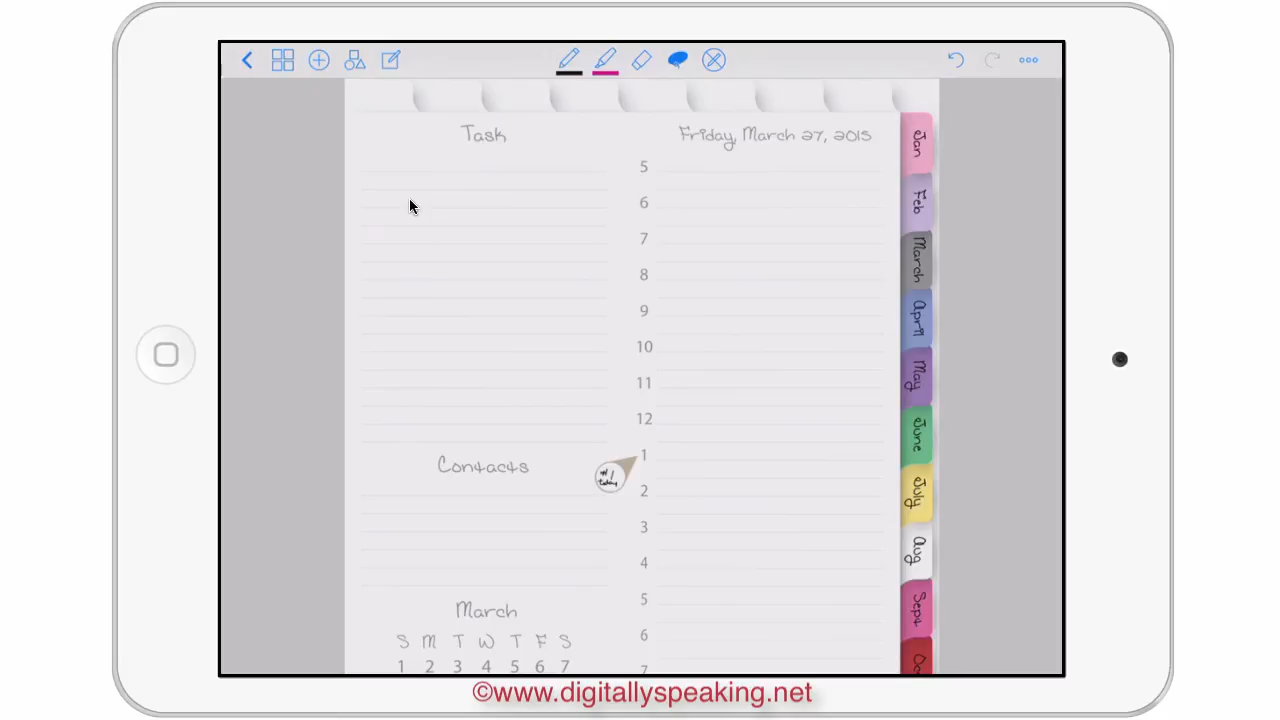 Task
Friday, March 27, 2015
5
6
7
8
9
10
11
12
1
2
3
4
5
6
7
Contacts
March
S M T W T F S
1 2 3 4 5 6 7
Jan
Feb
March
April
May
June
July
Aug
Sept
©www.digitallyspeaking.net